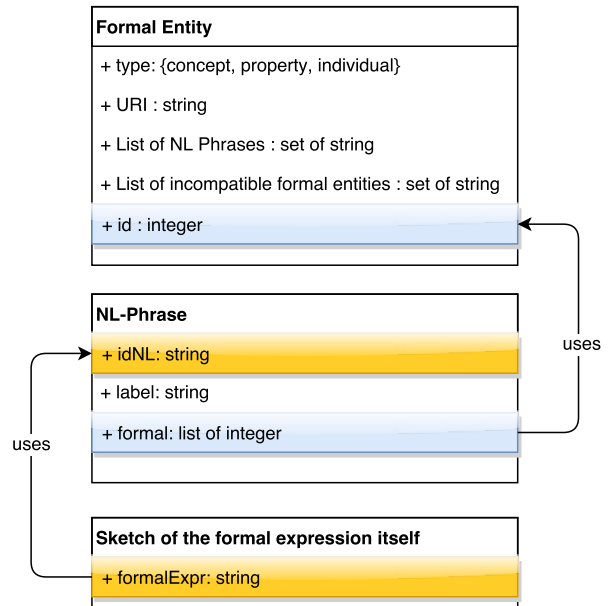 Formal Entity
+ type: {concept, property, individual}
+ URI : string
+ List of NL Phrases : set of string
+ List of incompatible formal entities : set of string
+ id : integer
NL-Phrase
+ idNL: string
uses
+ label: string
+ formal: list of integer
uses
Sketch of the formal expression itself
+ formalExpr: string